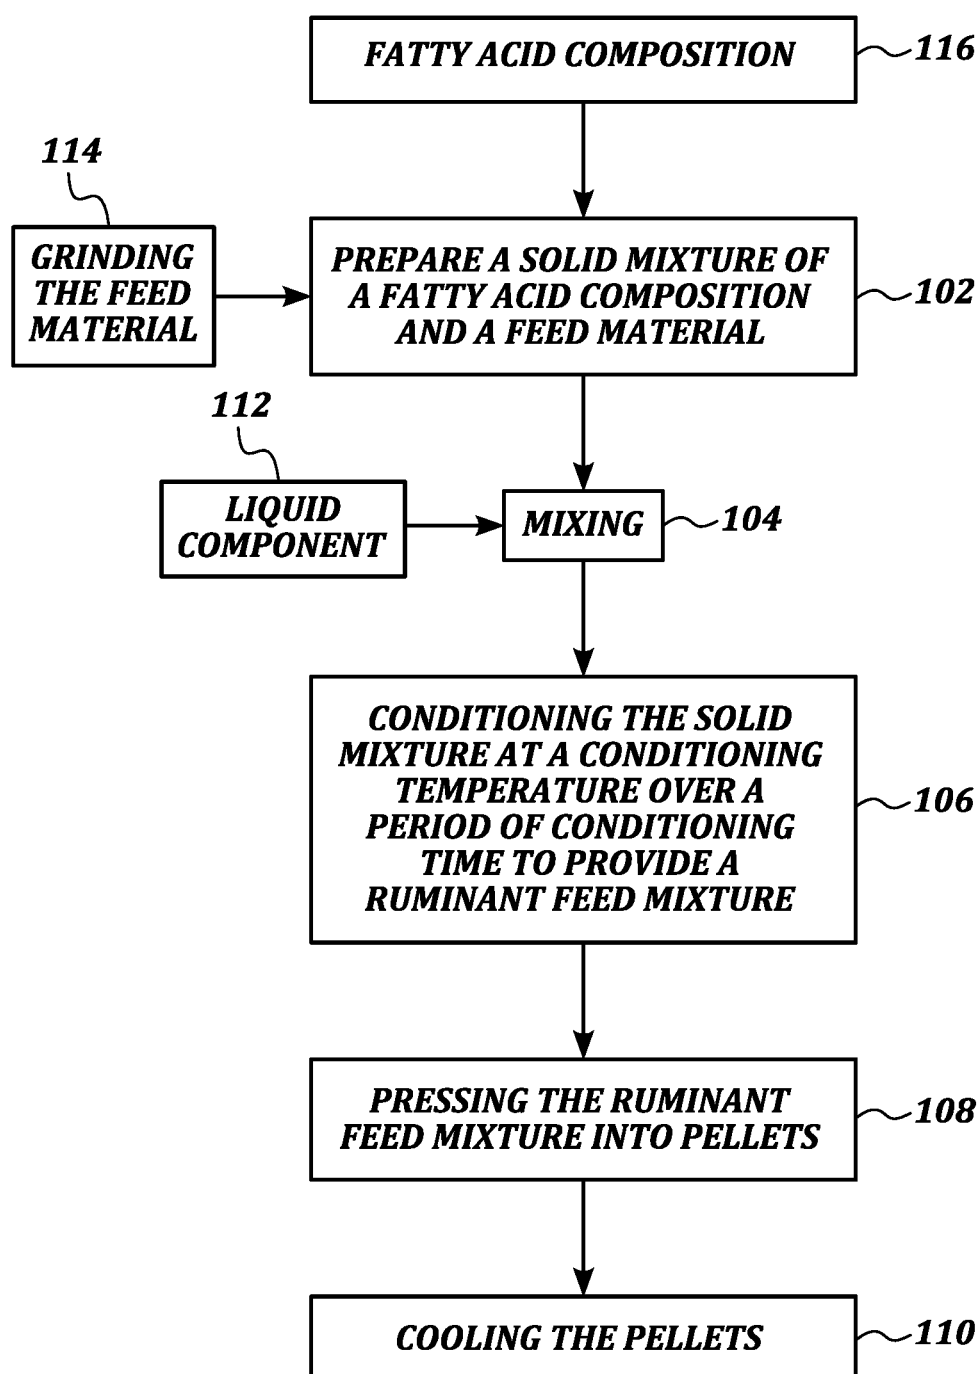 FATTY ACID COMPOSITION
116
114
GRINDING
THE FEED
MATERIAL
PREPARE A SOLID MIXTURE OF
A FATTY ACID COMPOSITION
AND A FEED MATERIAL
102
112
LIQUID
COMPONENT
MIXING
104
CONDITIONING THE SOLID
MIXTURE AT A CONDITIONING
TEMPERATURE OVER A
PERIOD OF CONDITIONING
TIME TO PROVIDE A
RUMINANT FEED MIXTURE
106
PRESSING THE RUMINANT
FEED MIXTURE INTO PELLETS
108
COOLING THE PELLETS
110